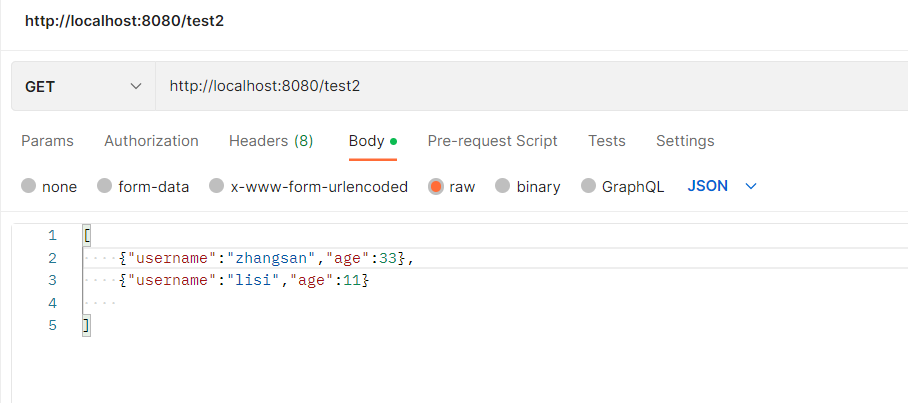 http://localhost:8080/test2
GET http://localhost:8080/test2
Params Authorization Headers (8) Body Pre-request Script Tests Settings
none form-data x-www-form-urlencoded raw binary GraphQL JSON
1 [
2 ····{"username":"zhangsan","age":33},
3 ····{"username":"lisi","age":11}
4 ····
5 ]